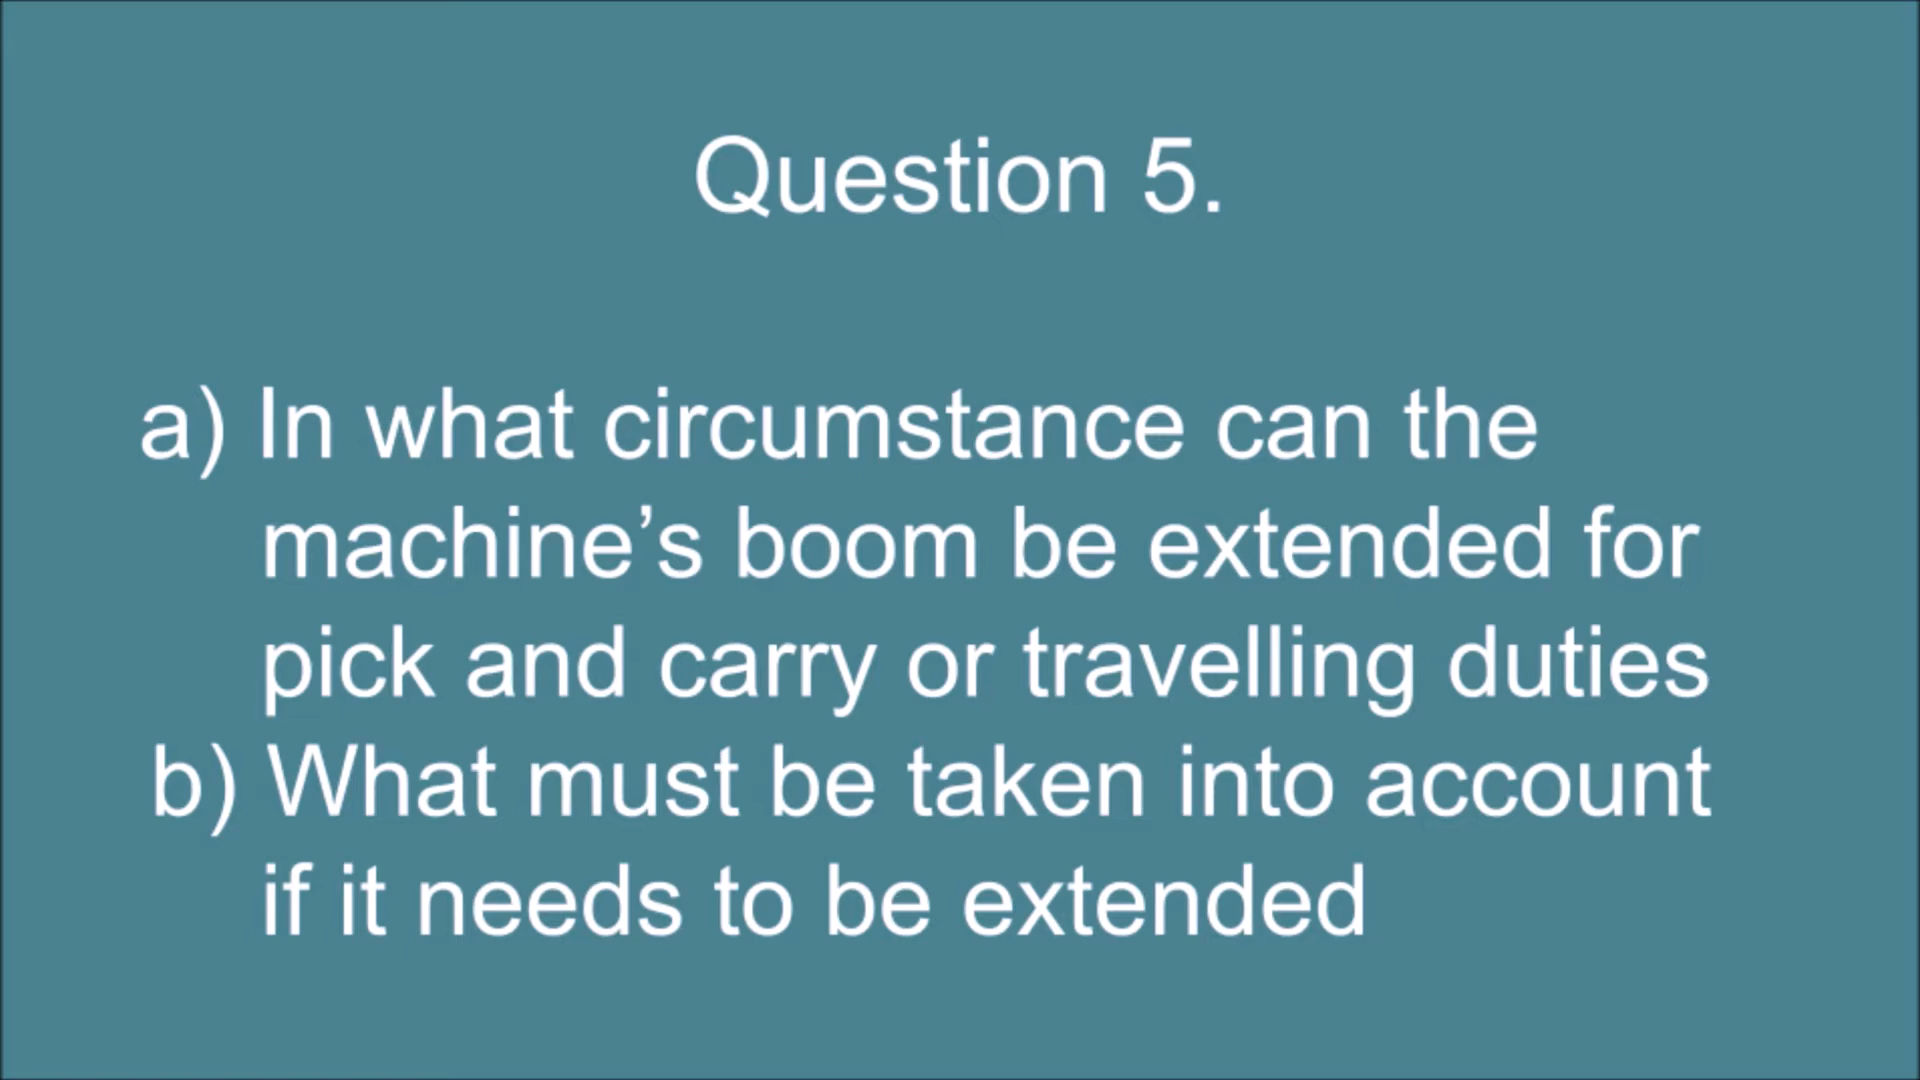 Question 5.
a) In what circumstance can the
machine’s boom be extended for
pick and carry or travelling duties
b) What must be taken into account
if it needs to be extended